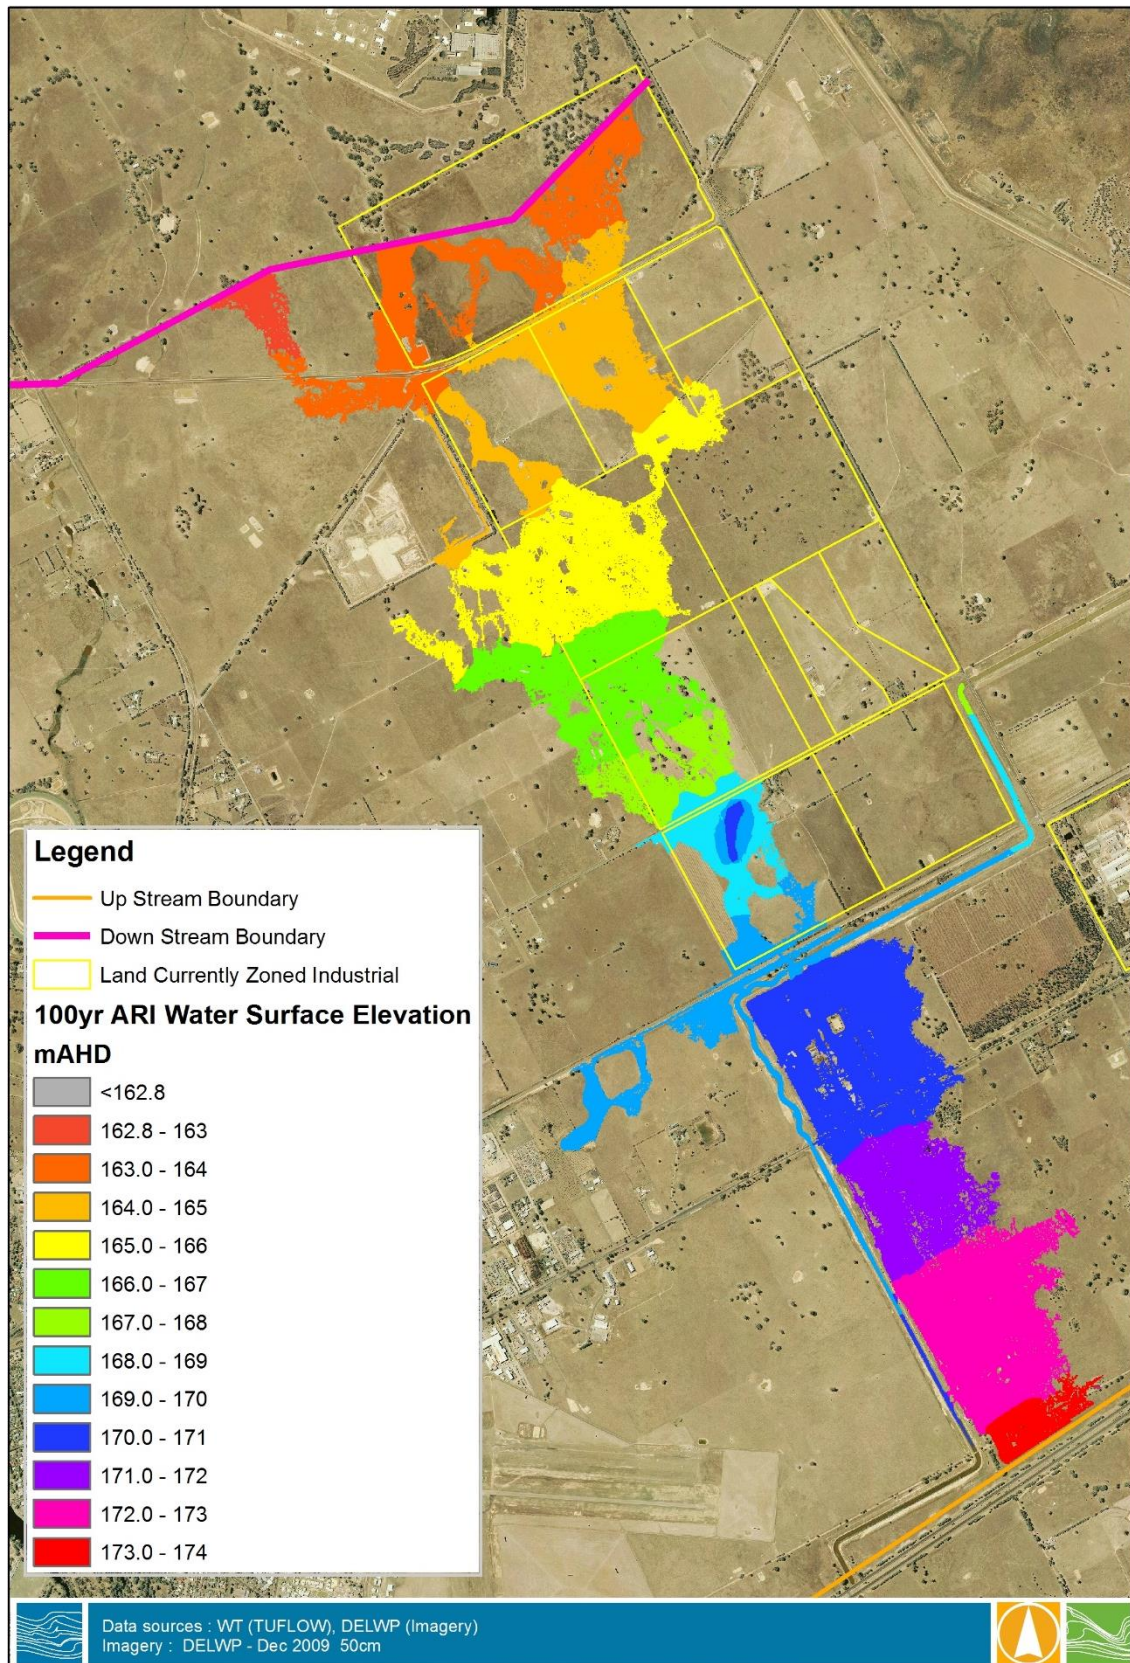 Legend
Up Stream Boundary
Down Stream Boundary
Land Currently Zoned Industrial
100yr ARI Water Surface Elevation
mAHD
<162.8
162.8 - 163
163.0 - 164
164.0 - 165
165.0 - 166
166.0 - 167
167.0 - 168
168.0 - 169
169.0 - 170
170.0 - 171
171.0 - 172
172.0 - 173
173.0 - 174
Data sources : WT (TUFLOW), DELWP (Imagery)
Imagery : DELWP - Dec 2009 50cm